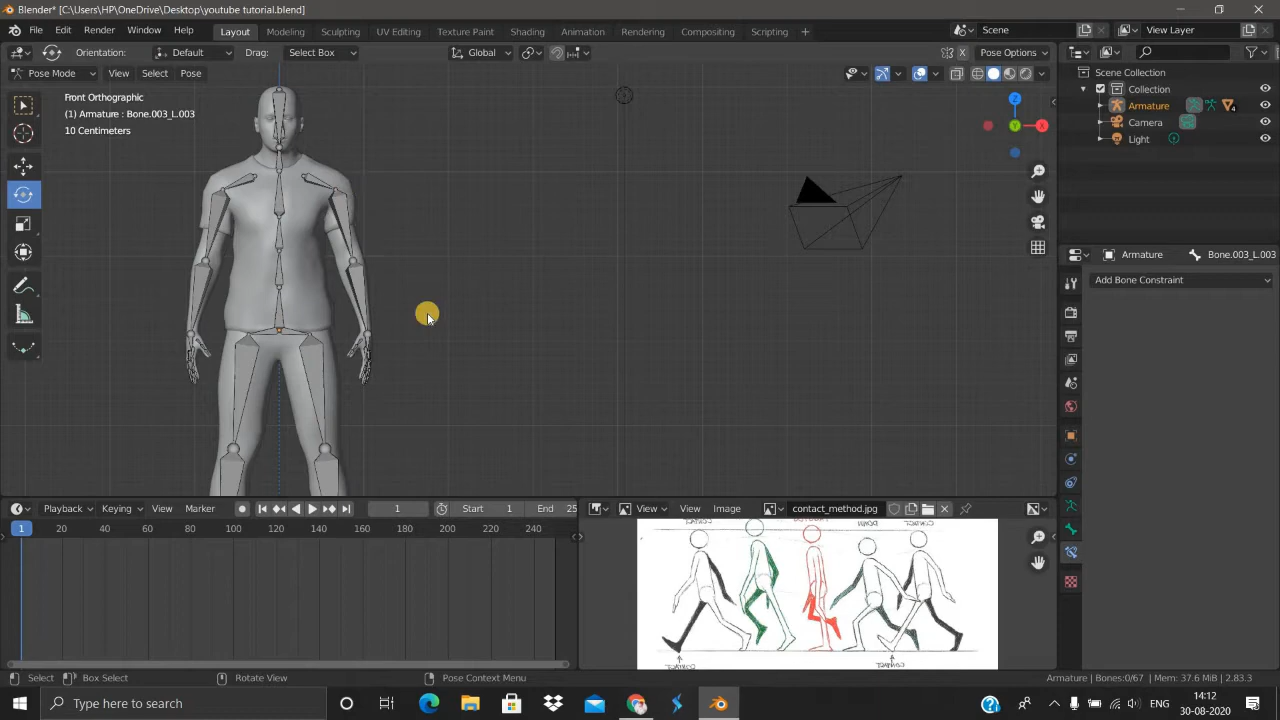 Blender* [C:\Users\HP\OneDrive\Desktop\youtube tutorial.blend]
File Edit Render Window Help Layout Modeling Sculpting UV Editing Texture Paint Shading Animation Rendering Compositing Scripting + Scene View Layer
Orientation: Default Drag: Select Box Global X Pose Options
Pose Mode View Select Pose
Scene Collection
Collection
Armature 4
Camera
Light
Front Orthographic
(1) Armature : Bone.003_L.003
10 Centimeters
Z
Y X
Armature Bone.003_L.003
Add Bone Constraint
Playback Keying View Marker 1 Start 1 End 25
View View Image contact_method.jpg
1 20 40 60 80 100 120 140 160 180 200 220 240
CONTACT DOWN CONTACT
CONTACT CONTACT
Select Box Select Rotate View Pose Context Menu Armature | Bones:0/67 | Mem: 37.6 MiB | 2.83.3
Type here to search
ENG
14:12
30-08-2020